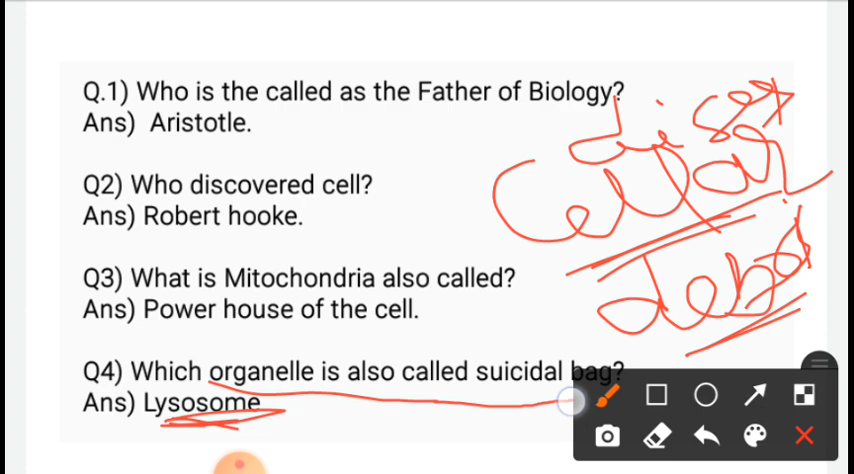 Q.1) Who is the called as the Father of Biology?
Ans) Aristotle.
Q2) Who discovered cell?
Ans) Robert hooke.
Q3) What is Mitochondria also called?
Ans) Power house of the cell.
Q4) Which organelle is also called suicidal bag?
Ans) Lysosome